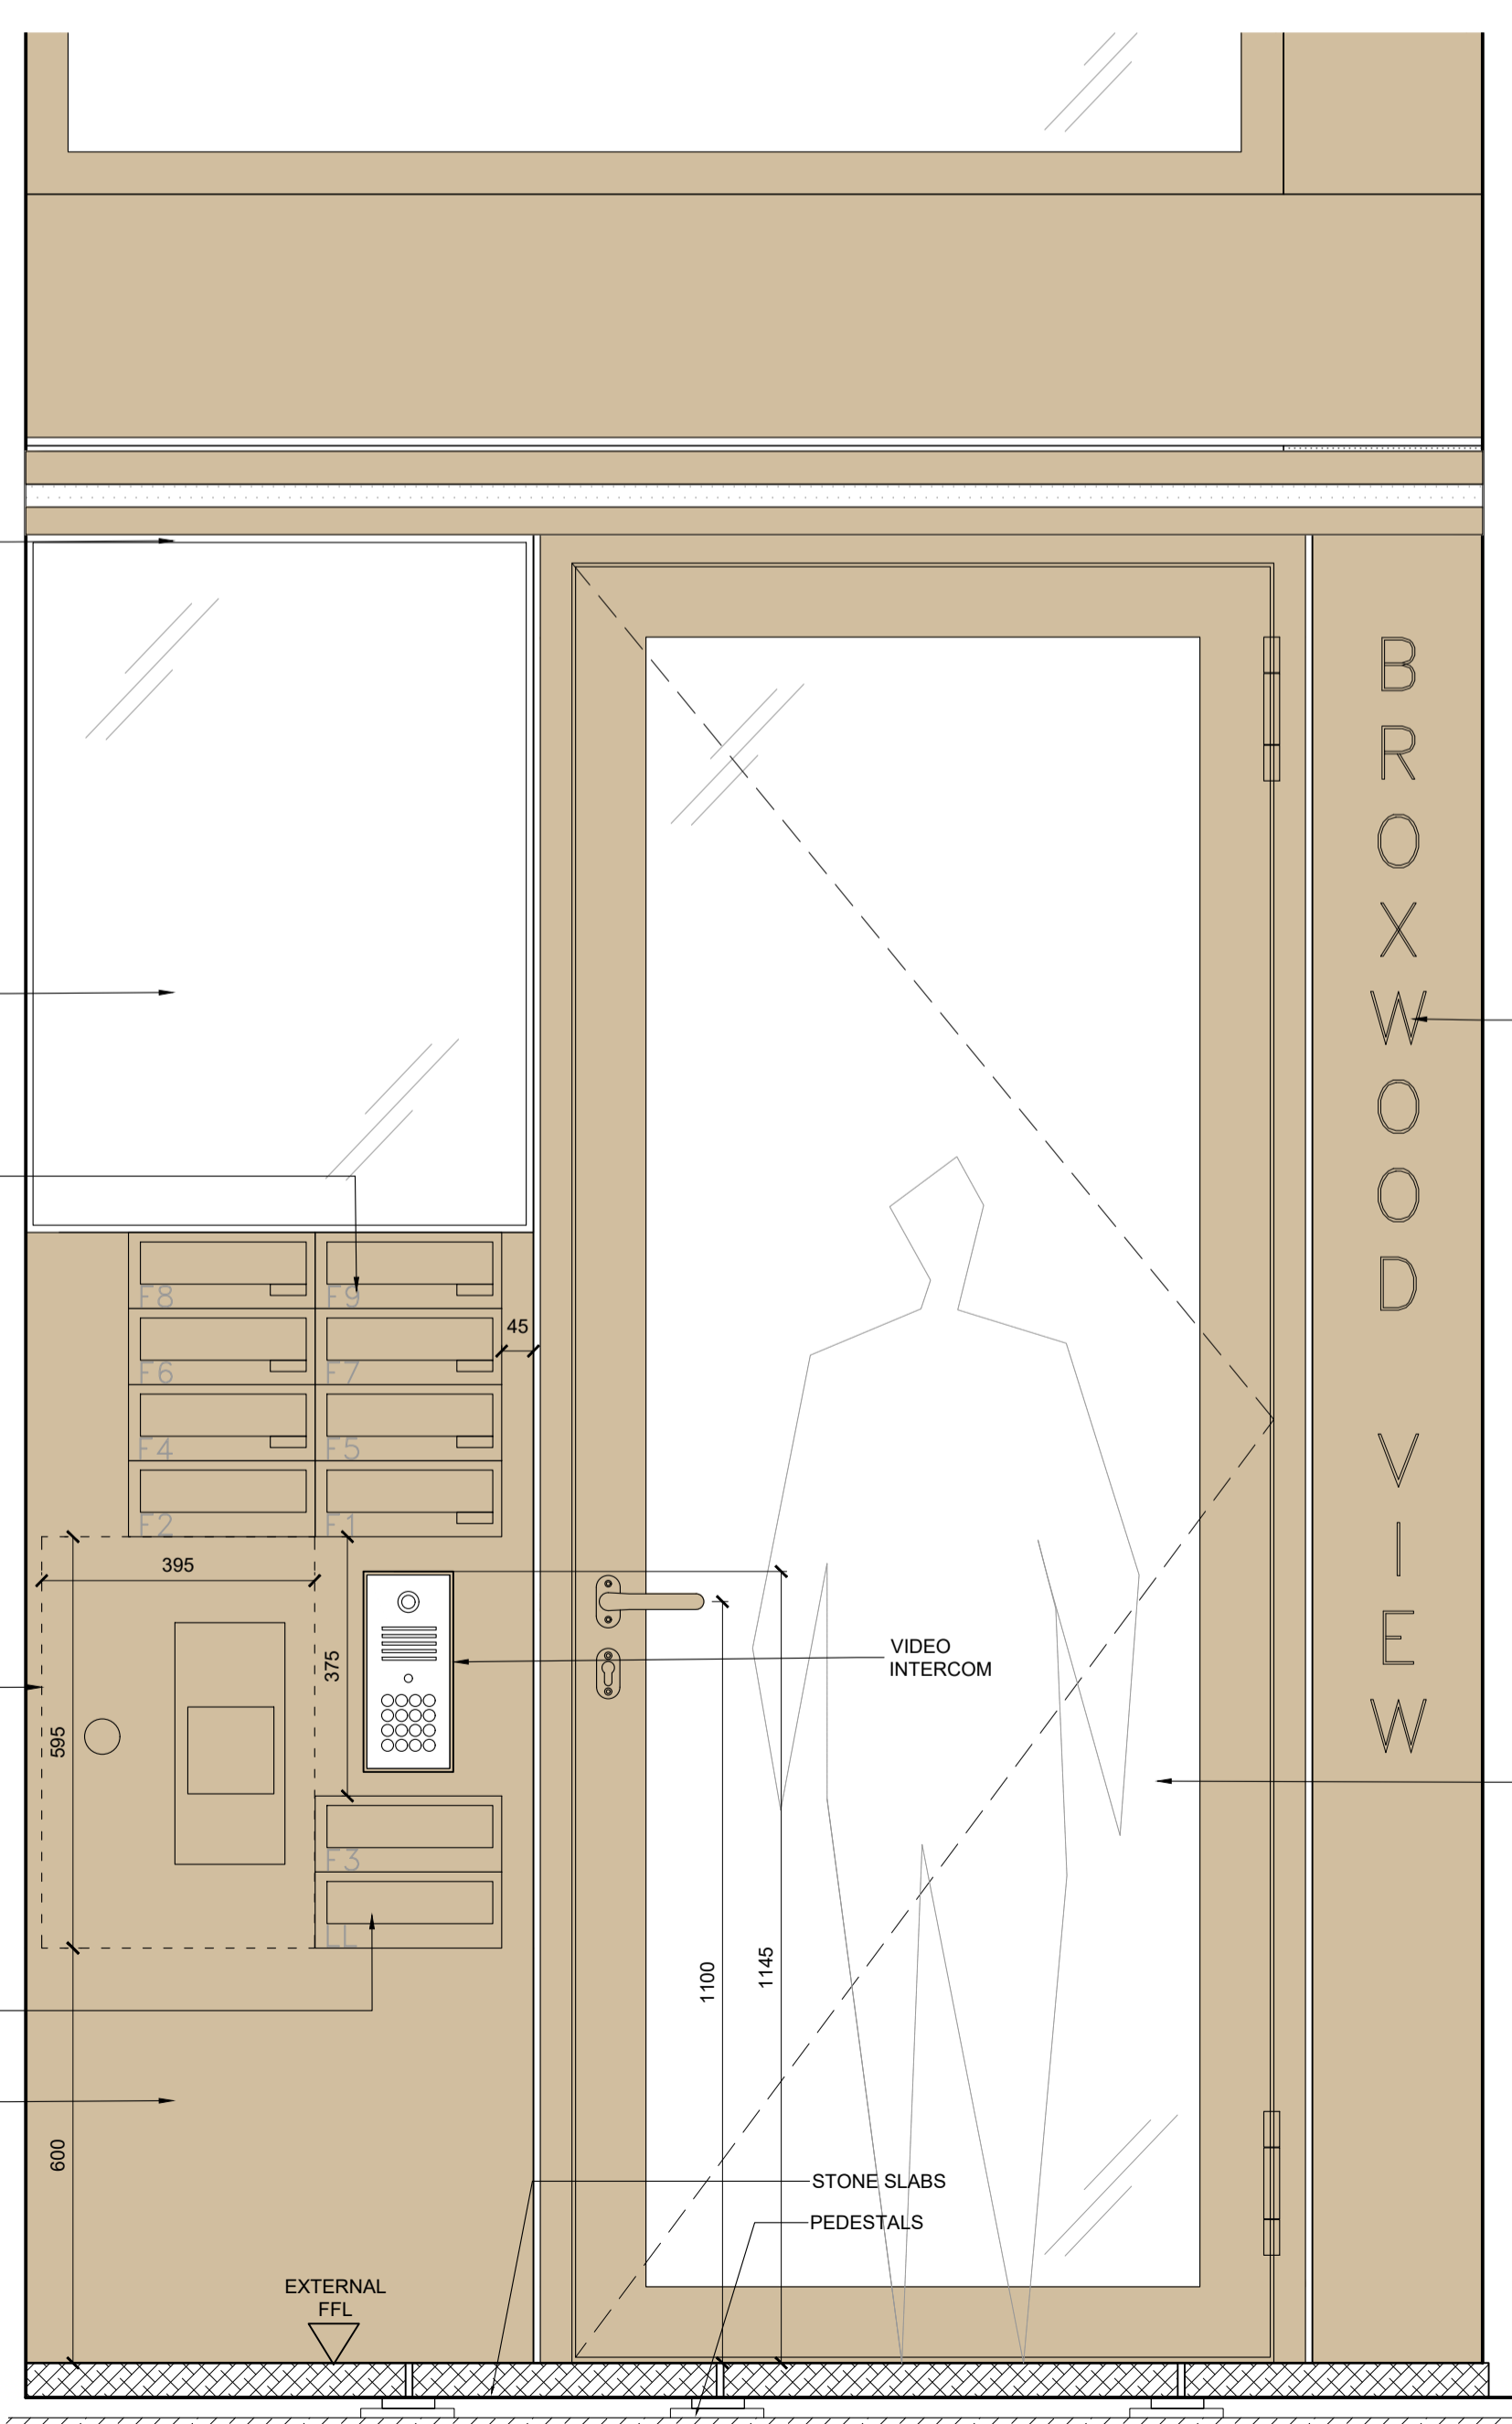 B
R
O
X
W
O
O
D
V
I
E
W
F8
F9
45
F6
F7
F4
F5
F2
F1
395
375
595
VIDEO
INTERCOM
F3
LL
1100
1145
600
STONE SLABS
PEDESTALS
EXTERNAL
FFL